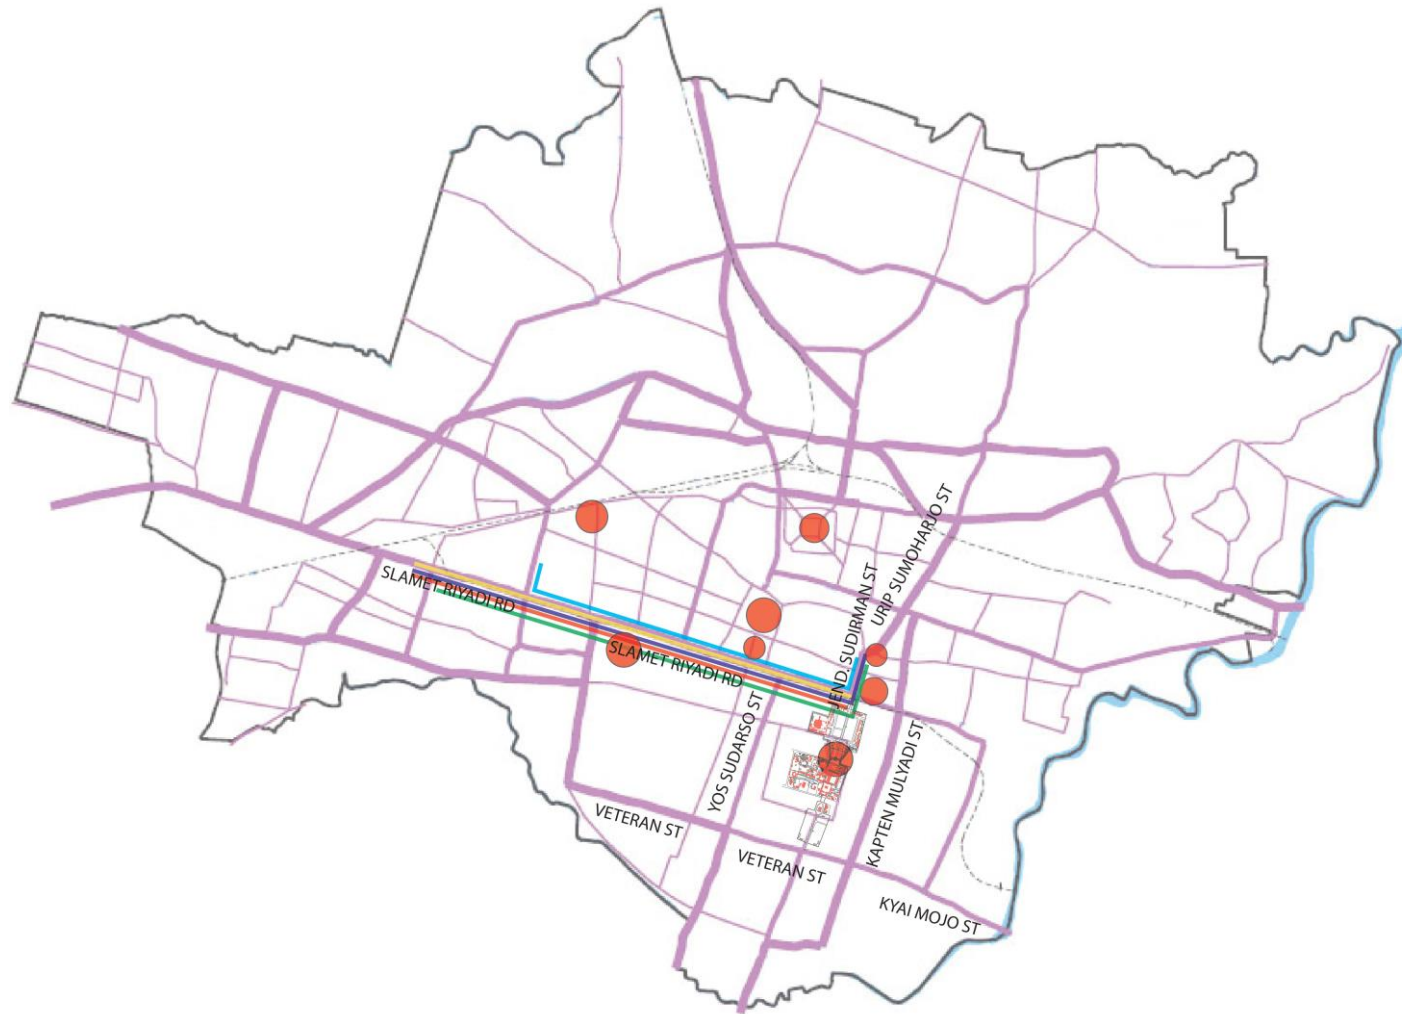 URIP SUMOHARJO ST
JEND. SUDIRMAN ST
SLAMET RIYADI RD
SLAMET RIYADI RD
YOS SUDARSO ST
KAPTEN MULYADI ST
VETERAN ST
VETERAN ST
KYAI MOJO ST